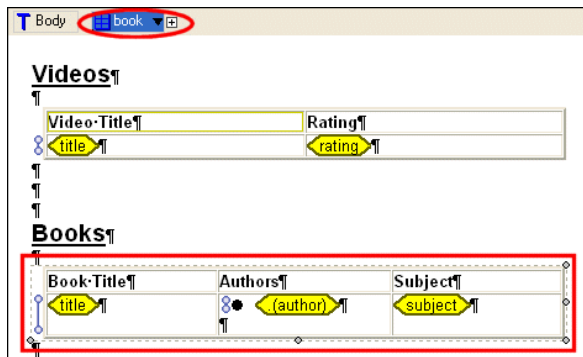 Body book
Videos¶
¶
Video·Title¶ Rating¶
title ¶ rating ¶
¶
¶
¶
Books¶
¶
Book·Title¶ Authors¶ Subject¶
title ¶ (author) ¶ subject ¶
¶
¶